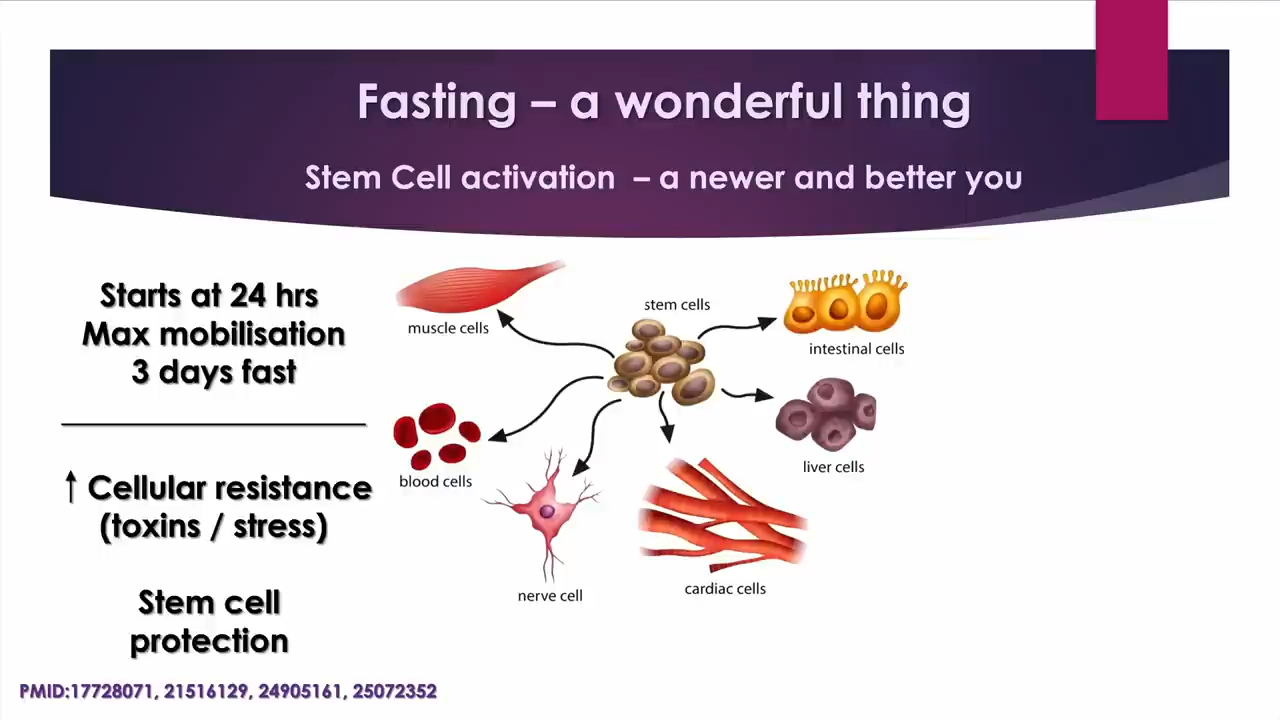 Fasting – a wonderful thing
Stem Cell activation – a newer and better you
Starts at 24 hrs
Max mobilisation
3 days fast
↑ Cellular resistance
(toxins / stress)
Stem cell
protection
stem cells
muscle cells
intestinal cells
blood cells
liver cells
nerve cell
cardiac cells
PMID:17728071, 21516129, 24905161, 25072352